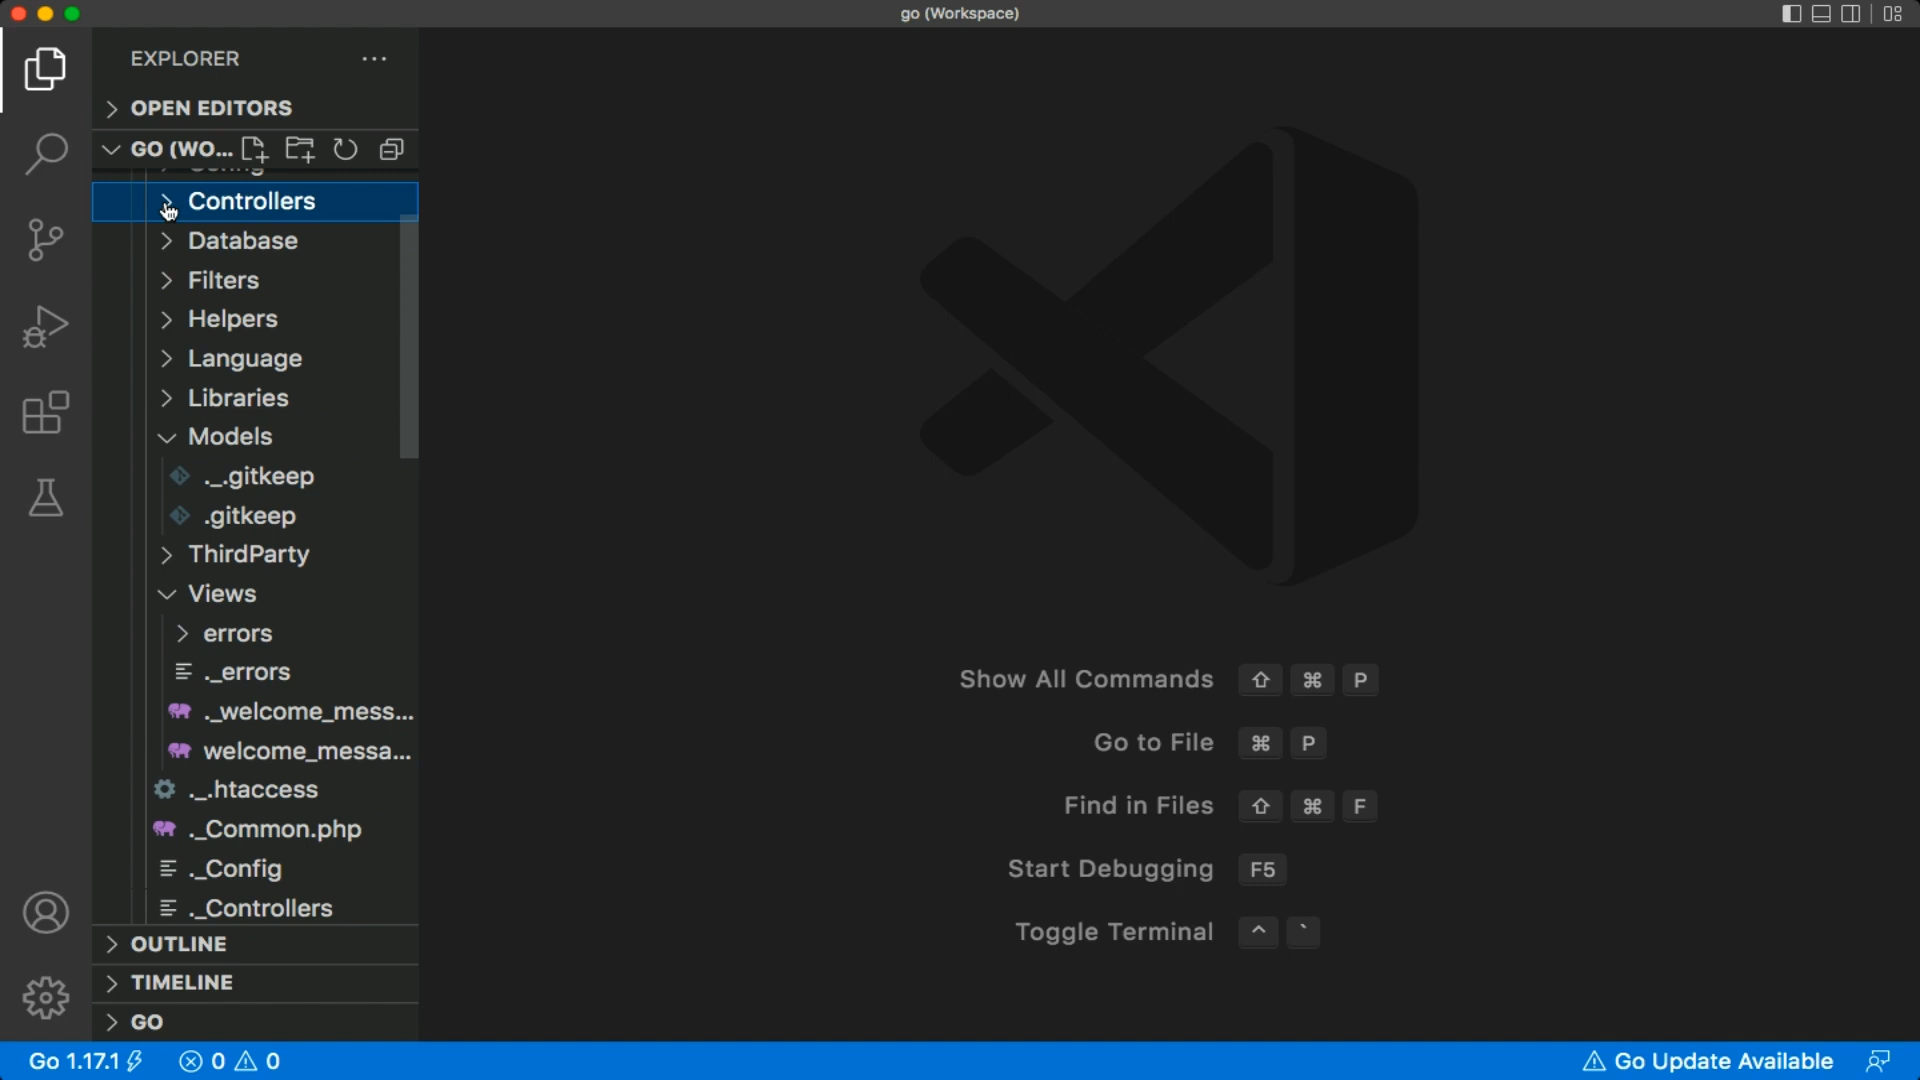 go (Workspace)
EXPLORER
OPEN EDITORS
GO (WO...
Config
Controllers
Database
Filters
Helpers
Language
Libraries
Models
._.gitkeep
.gitkeep
ThirdParty
Views
errors
._errors
._welcome_mess...
welcome_messa...
._.htaccess
._Common.php
._Config
._Controllers
OUTLINE
TIMELINE
GO
Show All Commands ⇧ ⌘ P
Go to File ⌘ P
Find in Files ⇧ ⌘ F
Start Debugging F5
Toggle Terminal ^ `
Go 1.17.1 0 0 Go Update Available